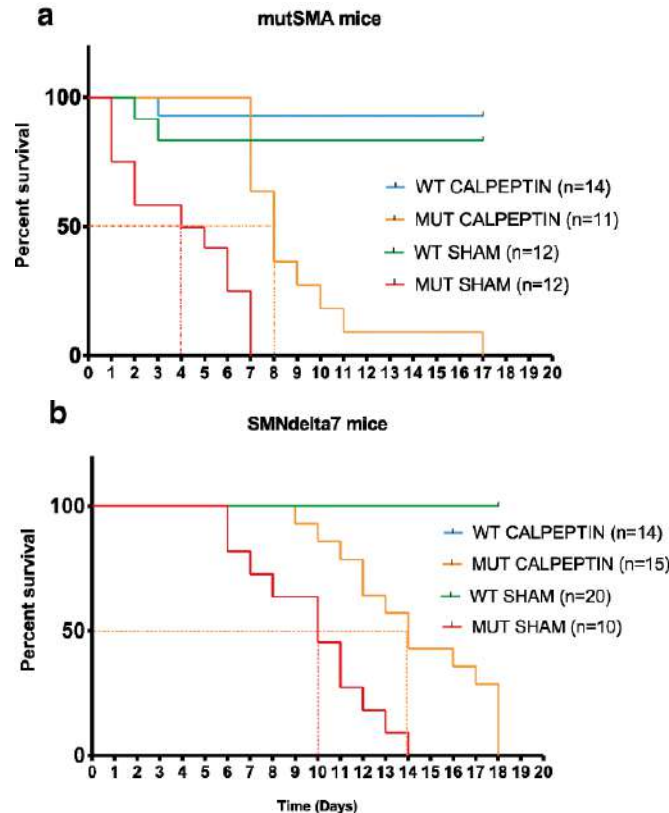 a
mutSMA mice
Percent survival
100
50
0
WT CALPEPTIN (n=14)
MUT CALPEPTIN (n=11)
WT SHAM (n=12)
MUT SHAM (n=12)
0 1 2 3 4 5 6 7 8 9 10 11 12 13 14 15 16 17 18 19 20
b
SMNdelta7 mice
Percent survival
100
50
0
WT CALPEPTIN (n=14)
MUT CALPEPTIN (n=15)
WT SHAM (n=20)
MUT SHAM (n=10)
0 1 2 3 4 5 6 7 8 9 10 11 12 13 14 15 16 17 18 19 20
Time (Days)